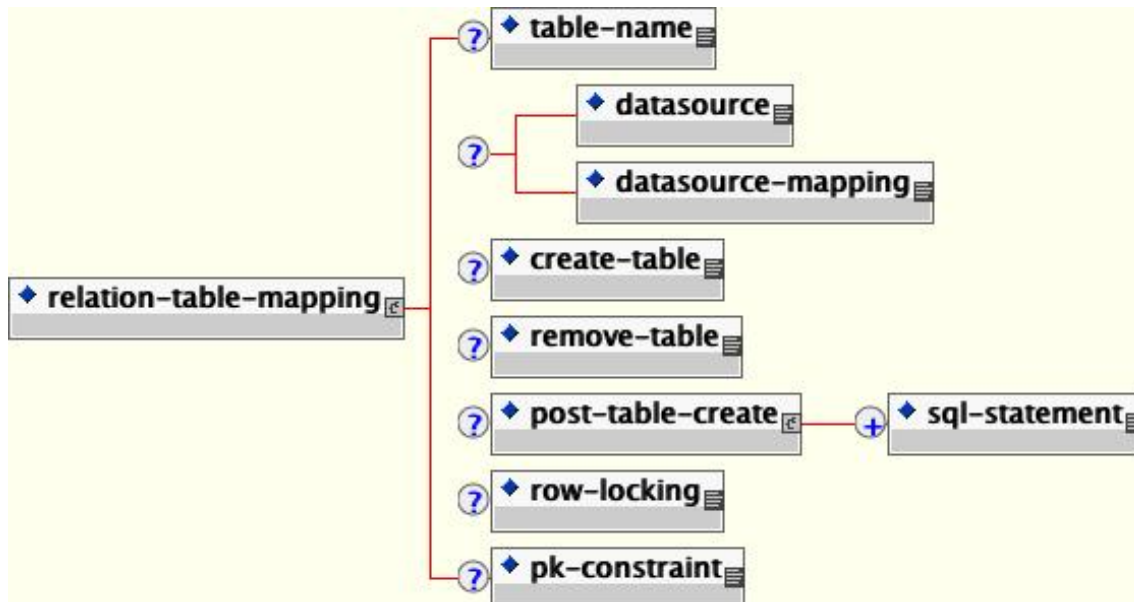 ? table-name
? datasource
datasource-mapping
? create-table
relation-table-mapping
? remove-table
? post-table-create + sql-statement
? row-locking
? pk-constraint